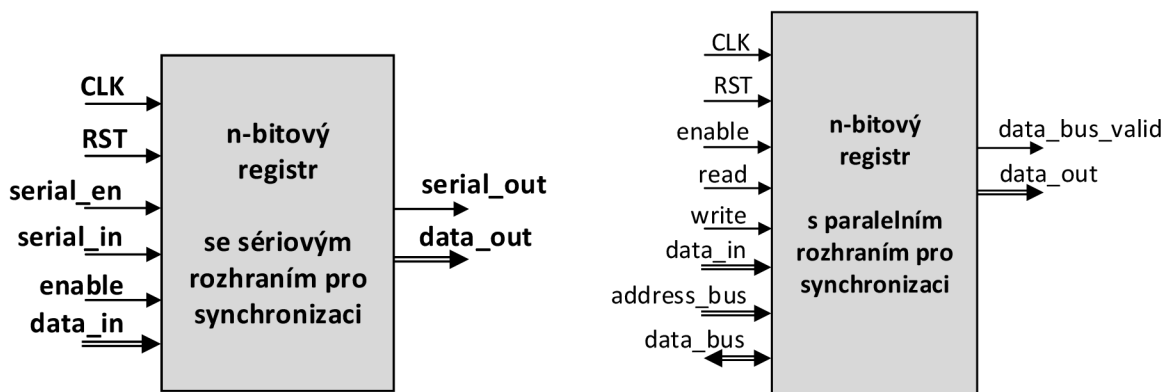 CLK
RST
serial_en
serial_in
enable
data_in
n-bitový
registr
se sériovým
rozhraním pro
synchronizaci
serial_out
data_out
CLK
RST
enable
read
write
data_in
address_bus
data_bus
n-bitový
registr
s paralelním
rozhraním pro
synchronizaci
data_bus_valid
data_out